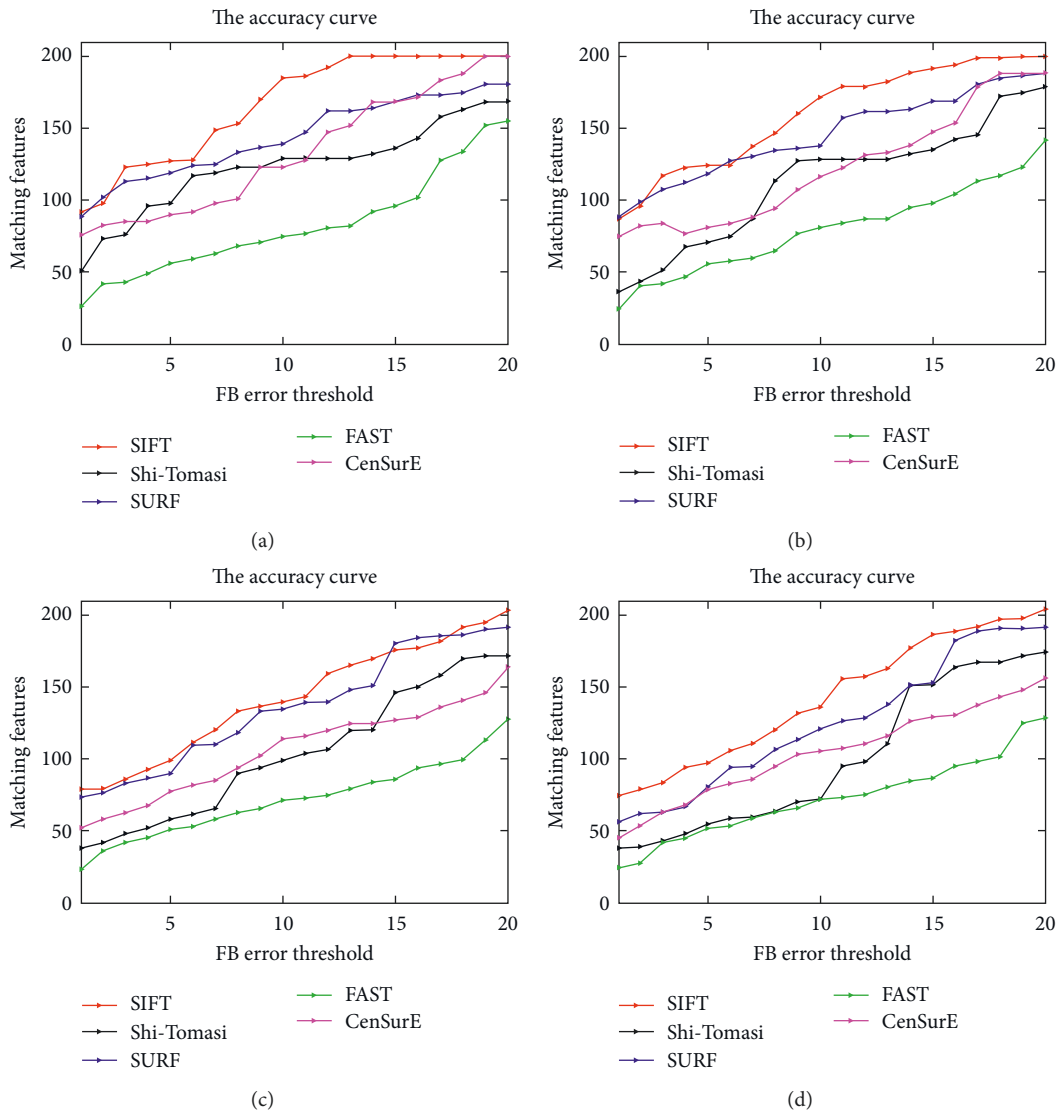 The accuracy curve
200
150
100
50
0
Matching features
5 10 15 20
FB error threshold
SIFT
Shi-Tomasi
SURF
FAST
CenSurE
(a)
The accuracy curve
200
150
100
50
0
Matching features
5 10 15 20
FB error threshold
SIFT
Shi-Tomasi
SURF
FAST
CenSurE
(b)
The accuracy curve
200
150
100
50
0
Matching features
5 10 15 20
FB error threshold
SIFT
Shi-Tomasi
SURF
FAST
CenSurE
(c)
The accuracy curve
200
150
100
50
0
Matching features
5 10 15 20
FB error threshold
SIFT
Shi-Tomasi
SURF
FAST
CenSurE
(d)